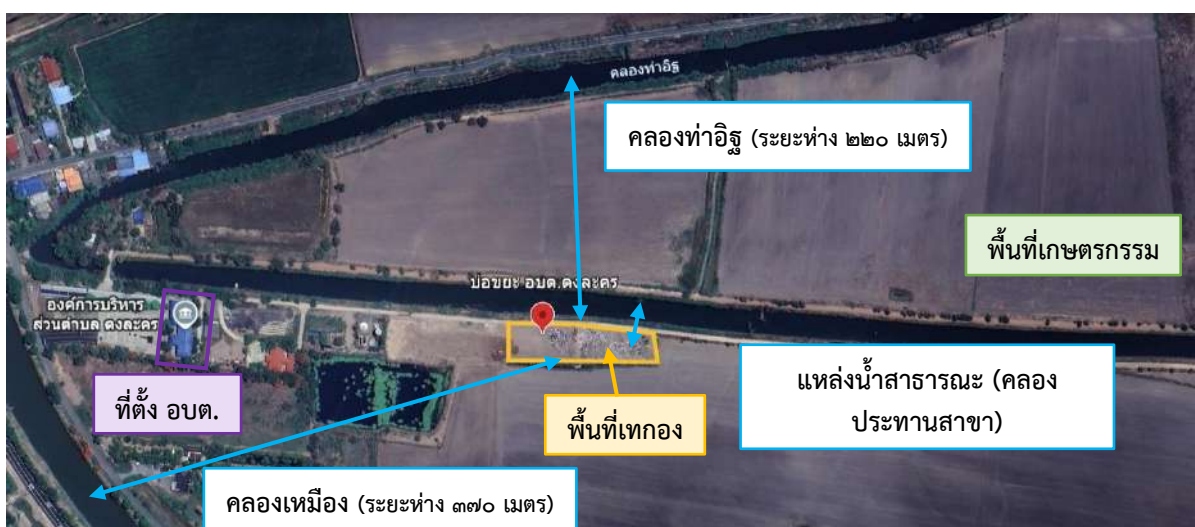 คลองท่าอิฐ
คลองท่าอิฐ (ระยะห่าง ๒๒๐ เมตร)
พื้นที่เกษตรกรรม
บ่อขยะ อบต.ดงละคร
องค์การบริหาร
ส่วนตำบล ดงละคร
ที่ตั้ง อบต.
พื้นที่เทกอง
แหล่งน้ำสาธารณะ (คลอง
ประทานสาขา)
คลองเหมือง (ระยะห่าง ๓๗๐ เมตร)